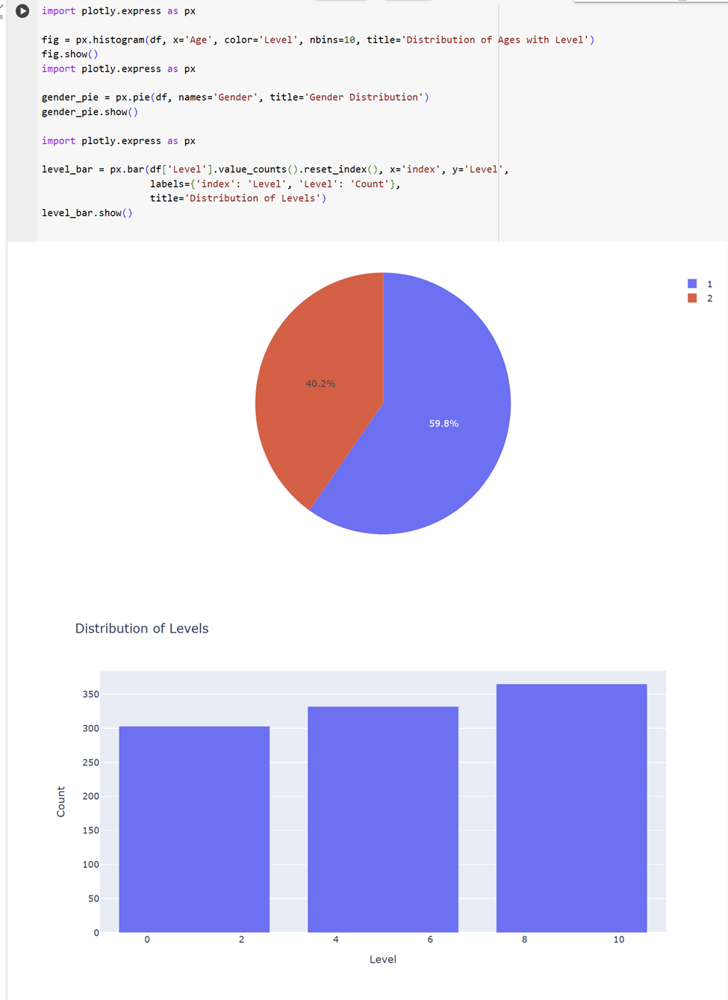 import plotly.express as px
fig = px.histogram(df, x='Age', color='Level', nbins=10, title='Distribution of Ages with Level')
fig.show()
import plotly.express as px
gender_pie = px.pie(df, names='Gender', title='Gender Distribution')
gender_pie.show()
import plotly.express as px
level_bar = px.bar(df['Level'].value_counts().reset_index(), x='index', y='Level',
labels={'index': 'Level', 'Level': 'Count'},
title='Distribution of Levels')
level_bar.show()
1
2
40.2%
59.8%
Distribution of Levels
350
300
250
200
150
100
50
0
Count
0 2 4 6 8 10
Level